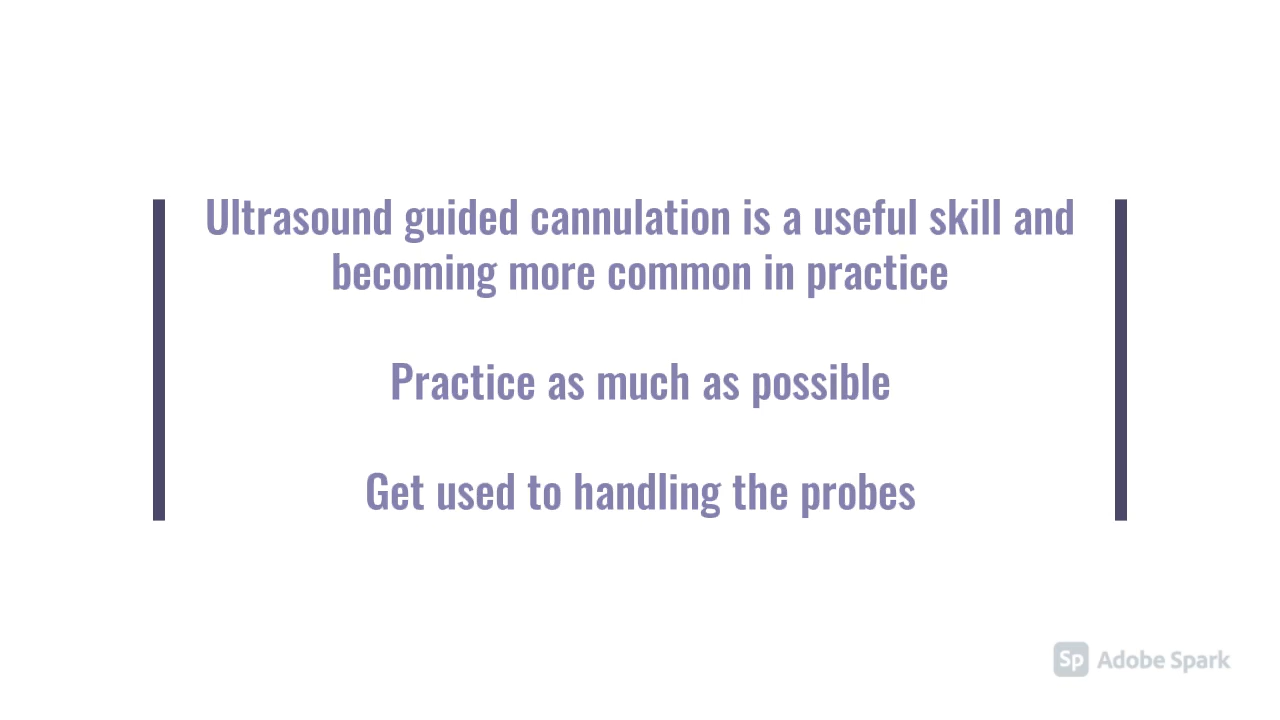 Ultrasound guided cannulation is a useful skill and
becoming more common in practice
Practice as much as possible
Get used to handling the probes
Sp Adobe Spark